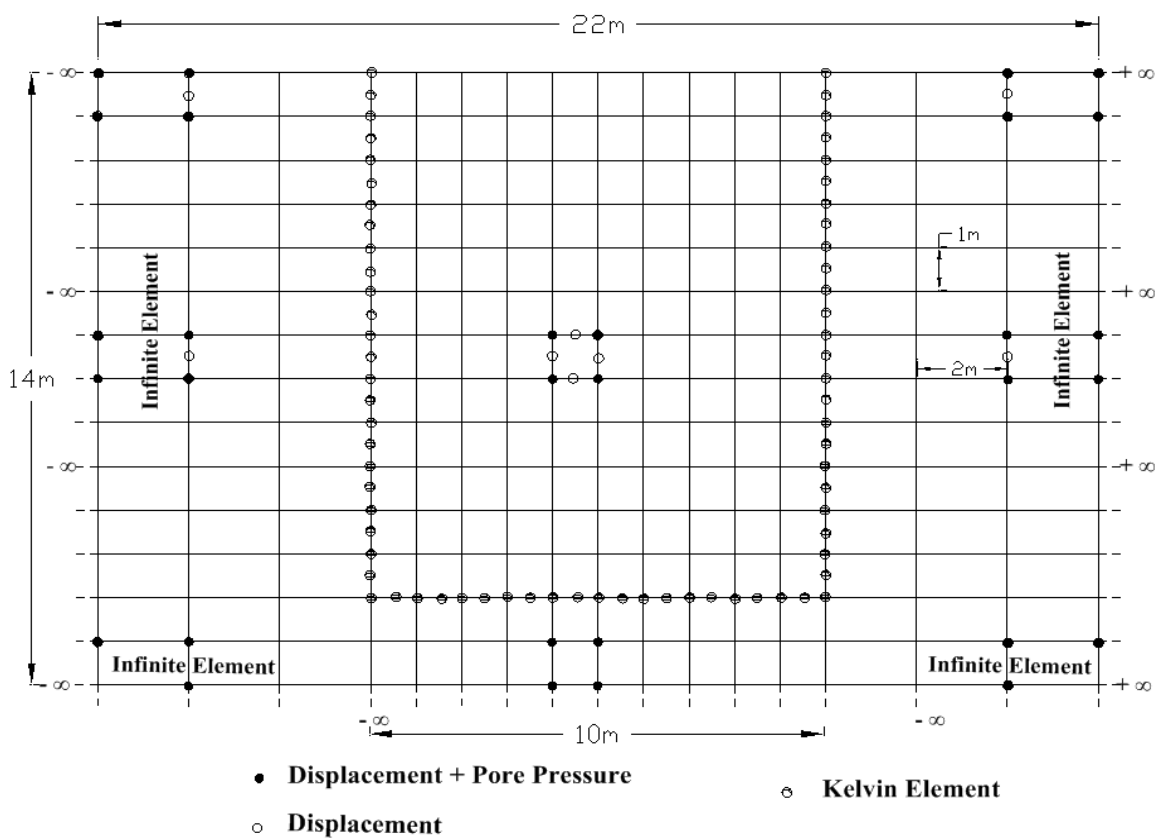 22m
- ∞
+ ∞
1m
Infinite Element
Infinite Element
- ∞
+ ∞
14m
2m
- ∞
+ ∞
Infinite Element
Infinite Element
- ∞
+ ∞
- ∞
- ∞
10m
Displacement + Pore Pressure
Kelvin Element
Displacement